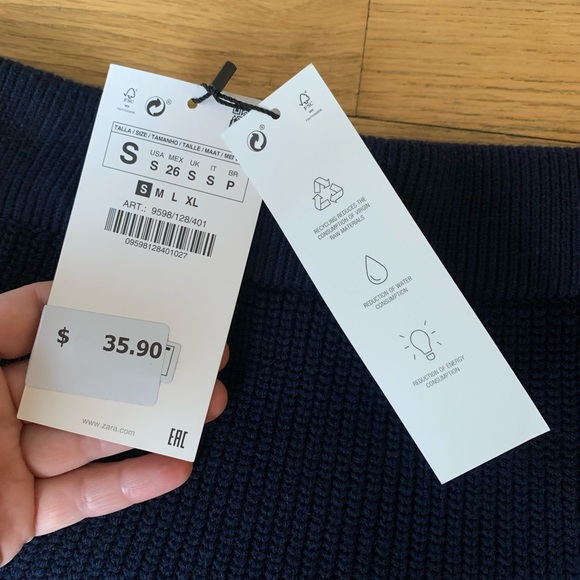 FSC
TALLA / SIZE / TAMANHO / TAILLE / MAAT /
S
USA MEX UK IT BR
S 26 S S P
S M L XL
ART.: 9598/128/401
09598128401027
$ 35.90
www.zara.com
EAC
FSC
RECYCLING REDUCES THE
CONSUMPTION OF VIRGIN
RAW MATERIALS
REDUCTION OF WATER
CONSUMPTION
REDUCTION OF ENERGY
CONSUMPTION